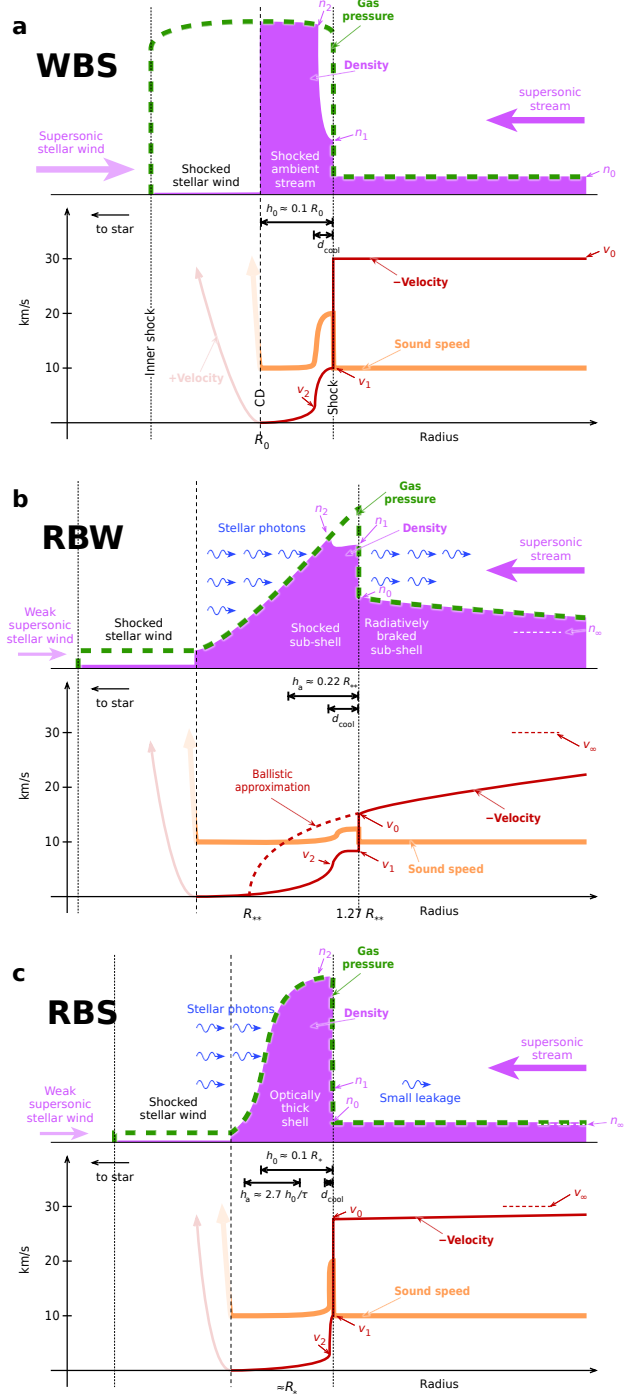 a
WBS
n2
Gas
pressure
Density
n1
supersonic
stream
Supersonic
stellar wind
Shocked
stellar wind
Shocked
ambient
stream
n0
h0 ≈ 0.1 R0
to star
dcool
30
20
10
km/s
v0
−Velocity
Inner shock
+Velocity
Sound speed
CD
v2
Shock
v1
R0
Radius
b
RBW
n2
Gas
pressure
Stellar photons
n1
Density
supersonic
stream
n0
Weak
supersonic
stellar wind
Shocked
stellar wind
Shocked
sub-shell
Radiatively
braked
sub-shell
n∞
ha ≈ 0.22 R**
to star
dcool
30
20
10
km/s
v∞
Ballistic
approximation
−Velocity
v0
v2
v1
Sound speed
R**
1.27 R**
Radius
c
RBS
n2
Gas
pressure
Stellar photons
Density
supersonic
stream
n1
Small leakage
Weak
supersonic
stellar wind
Shocked
stellar wind
Optically
thick
shell
n0
n∞
h0 ≈ 0.1 R*
to star
ha ≈ 2.7 h0/τ
dcool
30
20
10
km/s
v0
v∞
−Velocity
Sound speed
v2
v1
≈R*
Radius